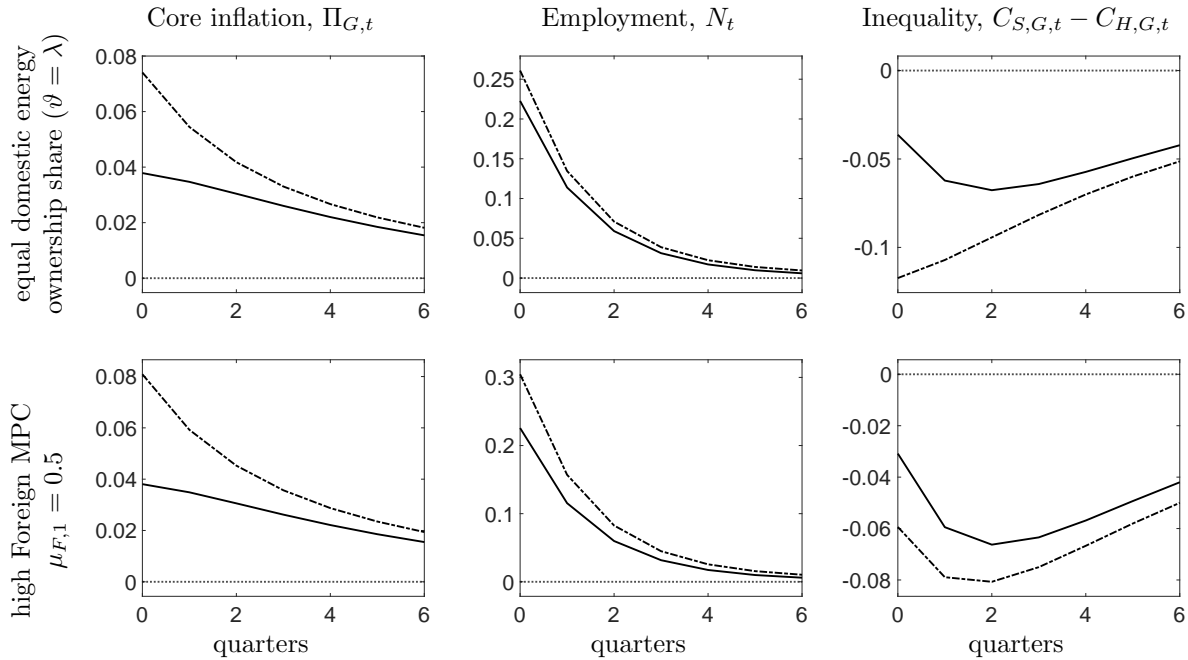 Core inflation, Π_{G,t}
Employment, N_t
Inequality, C_{S,G,t} − C_{H,G,t}
equal domestic energy
ownership share (ϑ = λ)
0.08
0.06
0.04
0.02
0
0 2 4 6
0.25
0.2
0.15
0.1
0.05
0
0 2 4 6
0
-0.05
-0.1
0 2 4 6
high Foreign MPC
μ_{F,1} = 0.5
0.08
0.06
0.04
0.02
0
0 2 4 6
quarters
0.3
0.2
0.1
0
0 2 4 6
quarters
0
-0.02
-0.04
-0.06
-0.08
0 2 4 6
quarters